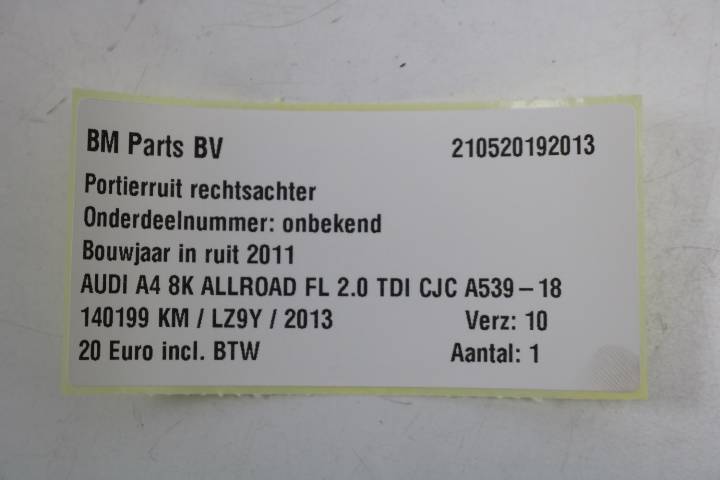 BM Parts BV 210520192013
Portierruit rechtsachter
Onderdeelnummer: onbekend
Bouwjaar in ruit 2011
AUDI A4 8K ALLROAD FL 2.0 TDI CJC A539-18
140199 KM / LZ9Y / 2013 Verz: 10
20 Euro incl. BTW Aantal: 1